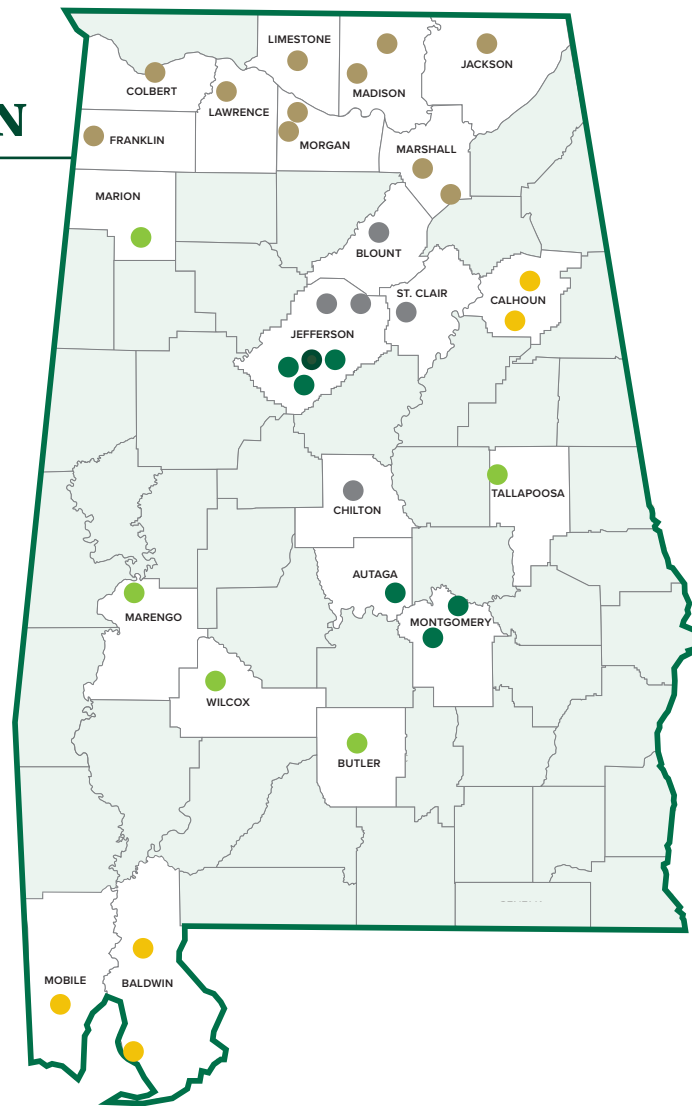 LIMESTONE
JACKSON
COLBERT
MADISON
N
LAWRENCE
FRANKLIN
MORGAN
MARSHALL
MARION
BLOUNT
ST. CLAIR
CALHOUN
JEFFERSON
TALLAPOOSA
CHILTON
AUTAGA
MARENGO
MONTGOMERY
WILCOX
BUTLER
MOBILE
BALDWIN